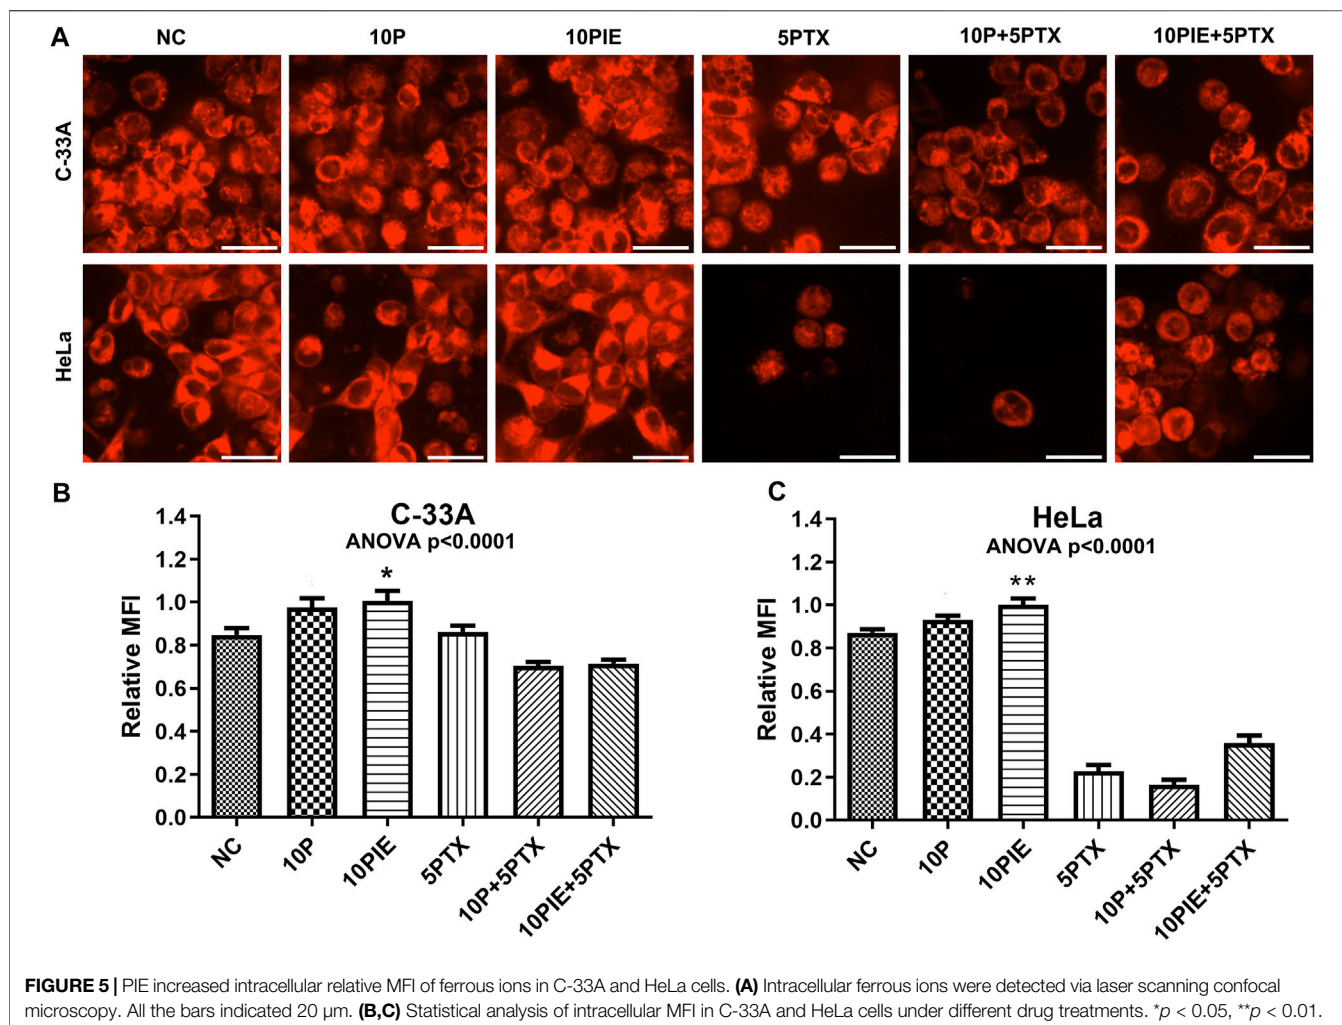 A
NC 10P 10PIE 5PTX 10P+5PTX 10PIE+5PTX
C-33A
HeLa
B
C-33A
ANOVA p<0.0001
*
Relative MFI
1.4
1.2
1.0
0.8
0.6
0.4
0.2
0.0
NC 10P 10PIE 5PTX 10P+5PTX 10PIE+5PTX
C
HeLa
ANOVA p<0.0001
**
Relative MFI
1.4
1.2
1.0
0.8
0.6
0.4
0.2
0.0
NC 10P 10PIE 5PTX 10P+5PTX 10PIE+5PTX
FIGURE 5 | PIE increased intracellular relative MFI of ferrous ions in C-33A and HeLa cells. (A) Intracellular ferrous ions were detected via laser scanning confocal
microscopy. All the bars indicated 20 μm. (B,C) Statistical analysis of intracellular MFI in C-33A and HeLa cells under different drug treatments. *p < 0.05, **p < 0.01.